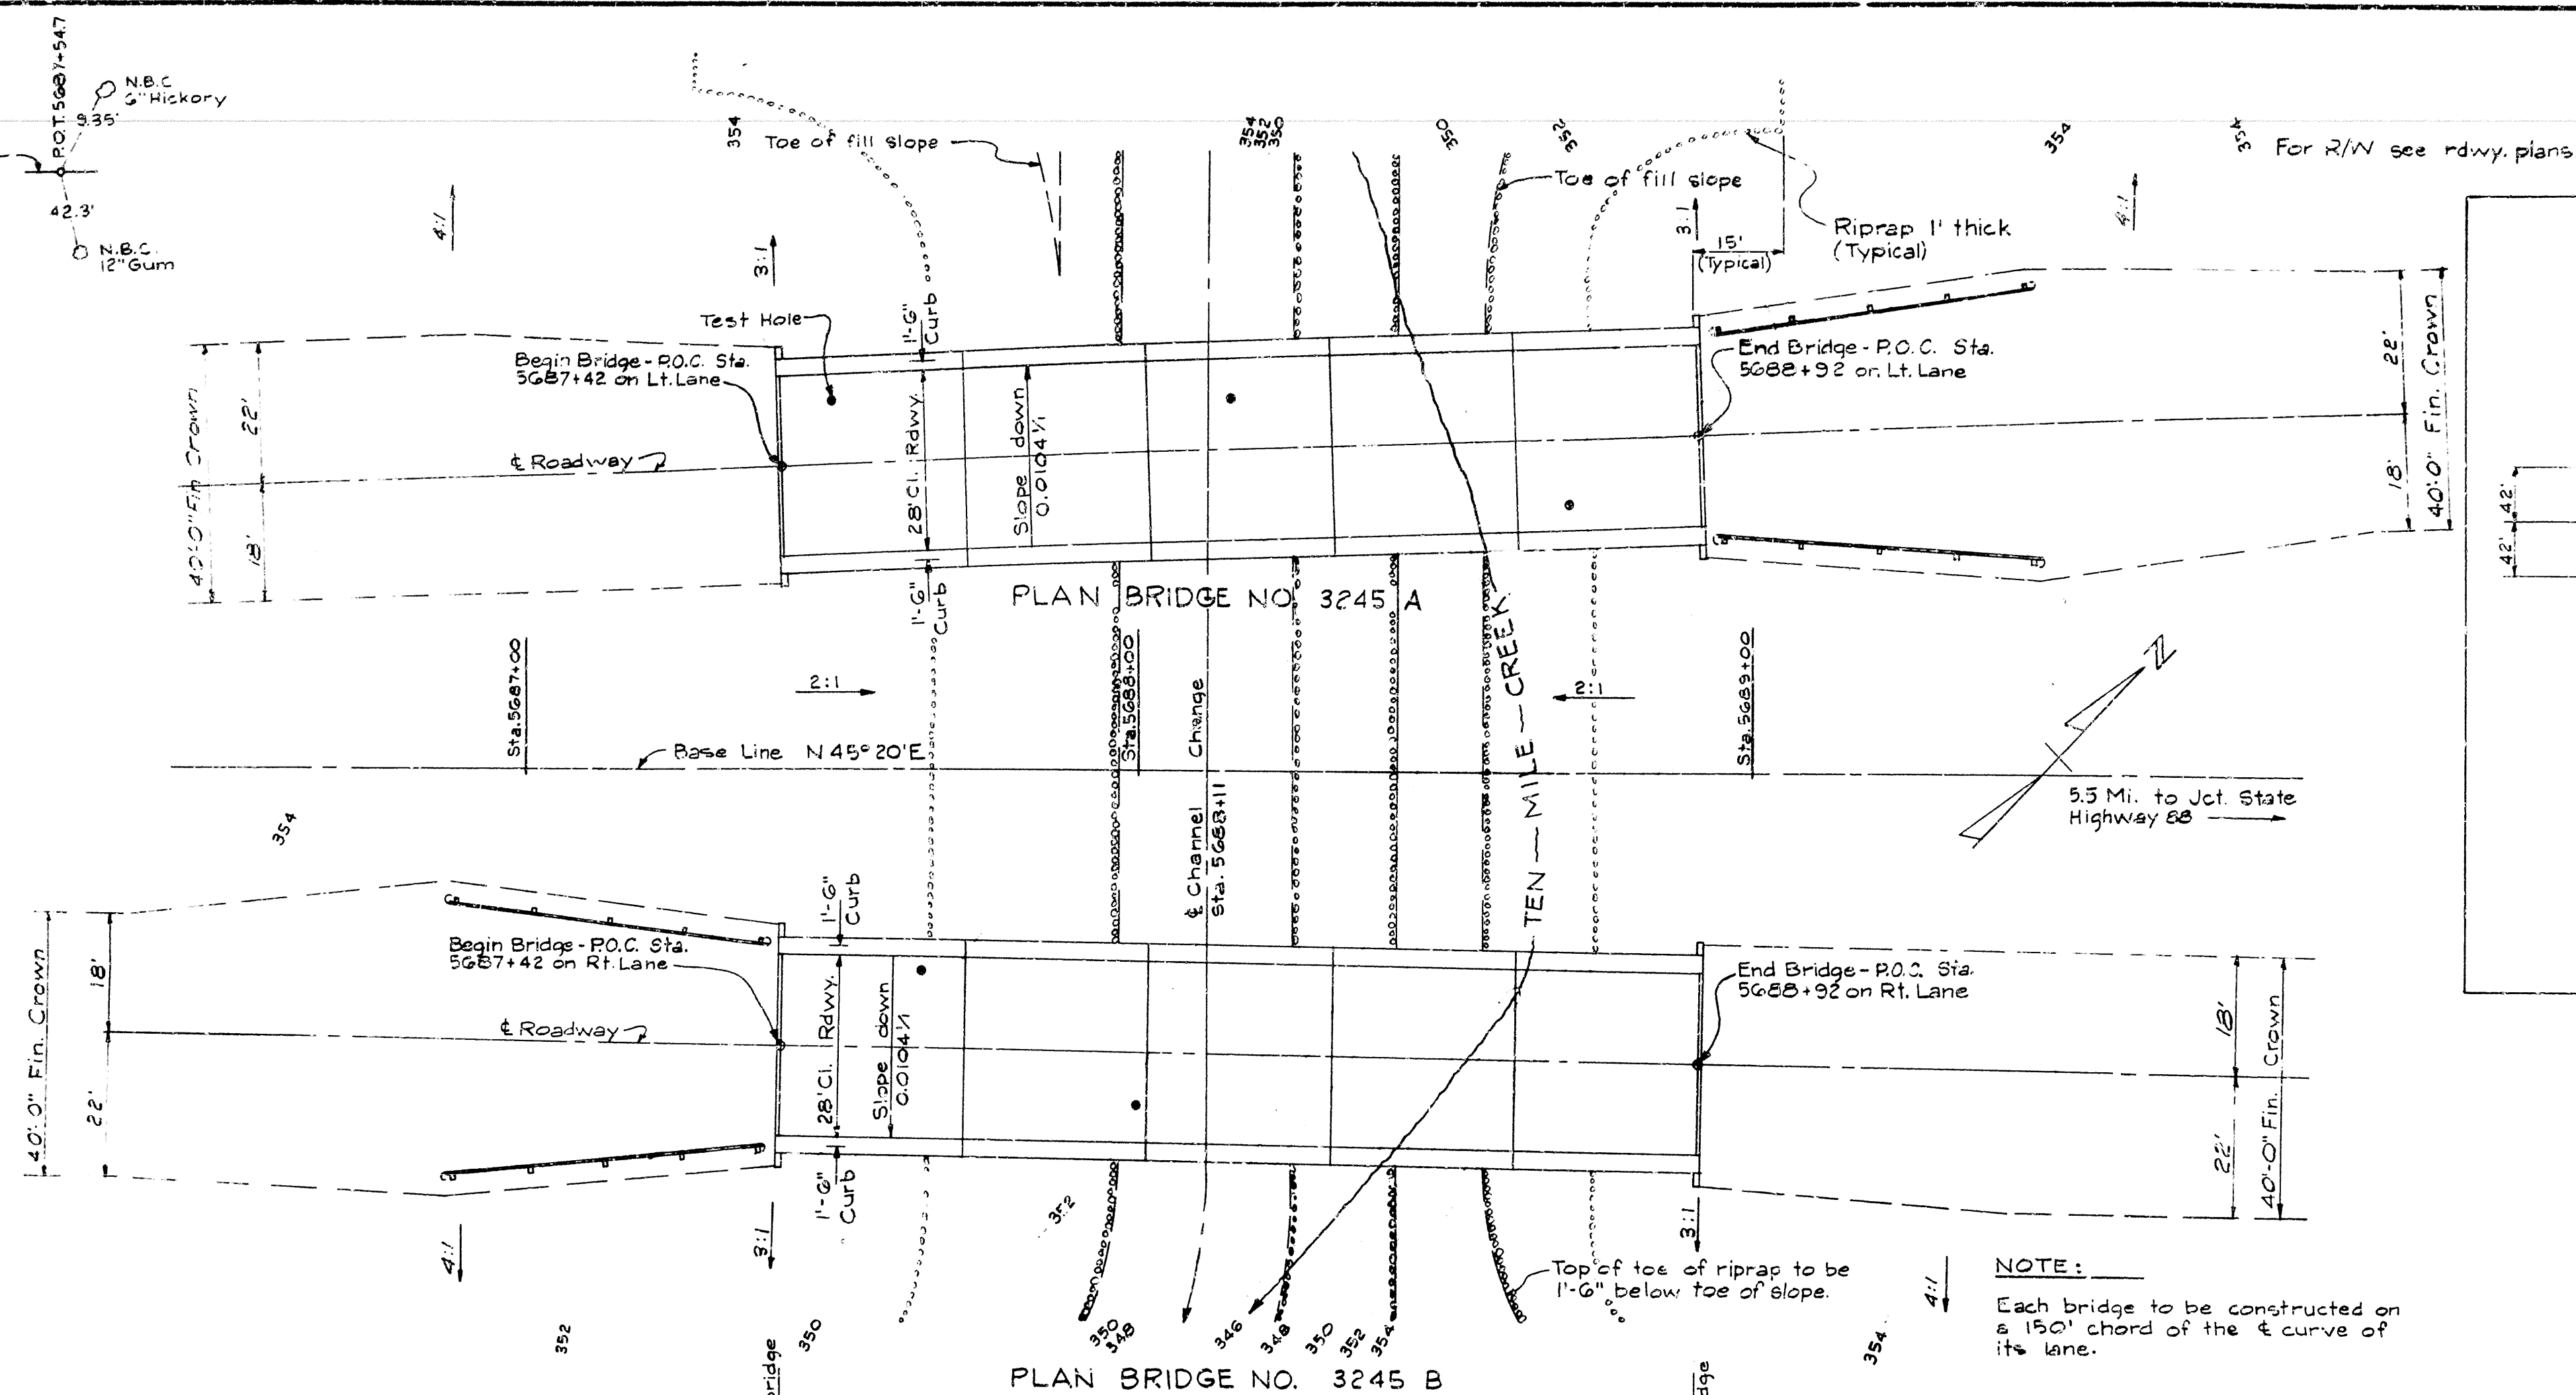 P.O.T. 5687+54.7
N.B.C
6" Hickory
9.35'
42.3'
N.B.C.
12" Gum
354
Toe of fill slope
354
352
350
350
352
354
354
For R/W see rdwy. plans
Toe of fill slope
Riprap 1' thick
(Typical)
15'
(Typical)
4:1
3:1
3:1
4:1
Test Hole
1'-6"
Curb
Begin Bridge - P.O.C. Sta.
5687+42 on Lt. Lane
End Bridge - P.O.C. Sta.
5688+92 on Lt. Lane
40'-0" Fin Crown
22'
18'
℄ Roadway
28' Cl. Rdwy.
Slope down
0.0104'/1
22'
18'
40'-0" Fin. Crown
42'
42'
1'-6"
Curb
PLAN BRIDGE NO. 3245 A
Sta. 5687+00
2:1
Sta. 5688+00
℄ Channel Change
Sta. 5688+11
TEN-MILE-CREEK
2:1
Sta. 5689+00
N
Base Line N 45° 20' E
5.5 Mi. to Jct. State
Highway 88
354
1'-6"
Curb
Begin Bridge - P.O.C. Sta.
5687+42 on Rt. Lane
End Bridge - P.O.C. Sta.
5688+92 on Rt. Lane
40'-0" Fin. Crown
18'
22'
℄ Roadway
28' Cl. Rdwy.
Slope down
0.0104'/1
18'
22'
40'-0" Fin. Crown
1'-6"
Curb
4:1
3:1
352
3:1
4:1
Top of toe of riprap to be
1'-6" below toe of slope.
NOTE:
Each bridge to be constructed on
a 150' chord of the ℄ curve of
its lane.
352
350
350
348
346
348
350
352
354
354
PLAN BRIDGE NO. 3245 B